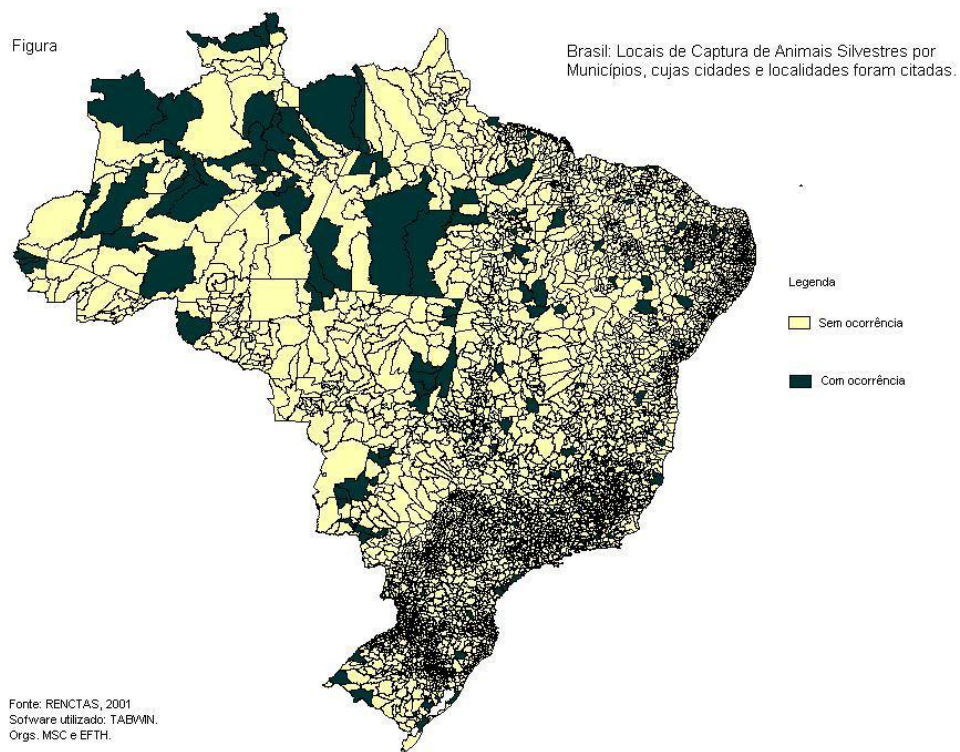 Figura
Brasil: Locais de Captura de Animais Silvestres por
Municípios, cujas cidades e localidades foram citadas.
Legenda
Sem ocorrência
Com ocorrência
Fonte: RENCTAS, 2001
Sofware utilizado: TABWIN.
Orgs. MSC e EFTH.